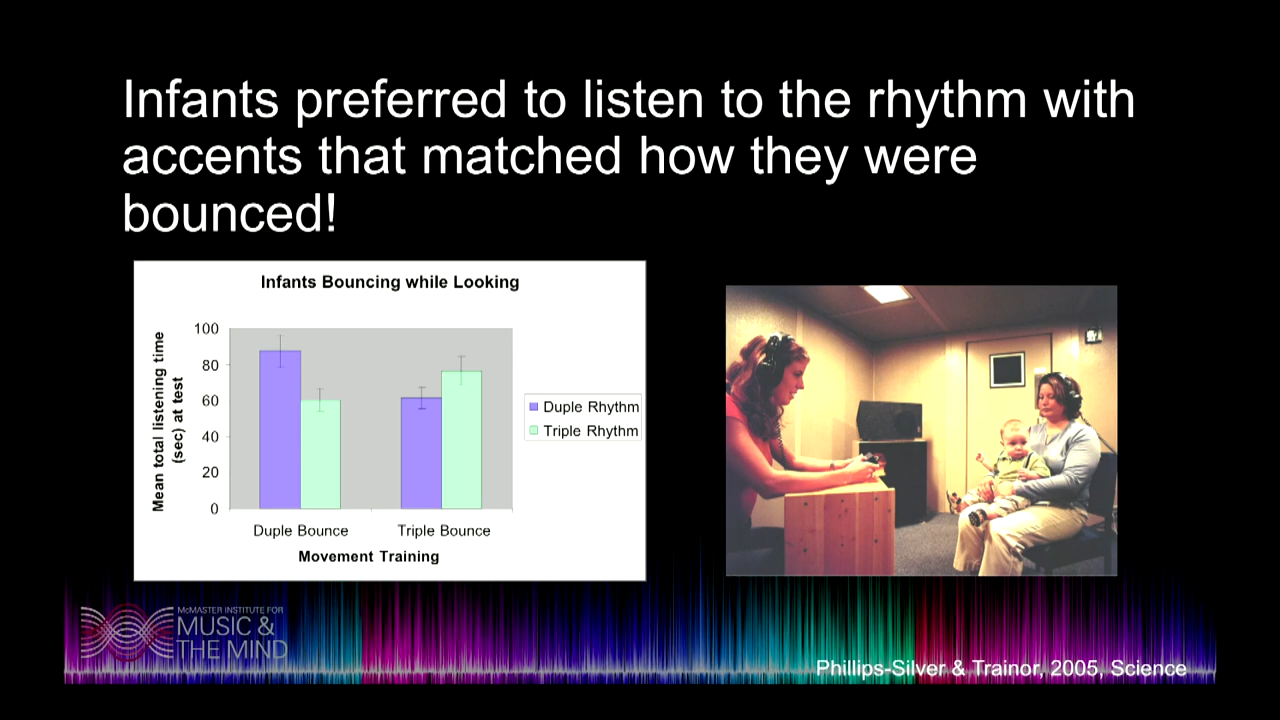 Infants preferred to listen to the rhythm with
accents that matched how they were
bounced!
Infants Bouncing while Looking
Mean total listening time
(sec) at test
100
80
60
40
20
0
Duple Bounce
Triple Bounce
Movement Training
Duple Rhythm
Triple Rhythm
McMASTER INSTITUTE FOR
MUSIC &
THE MIND
Phillips-Silver & Trainor, 2005, Science